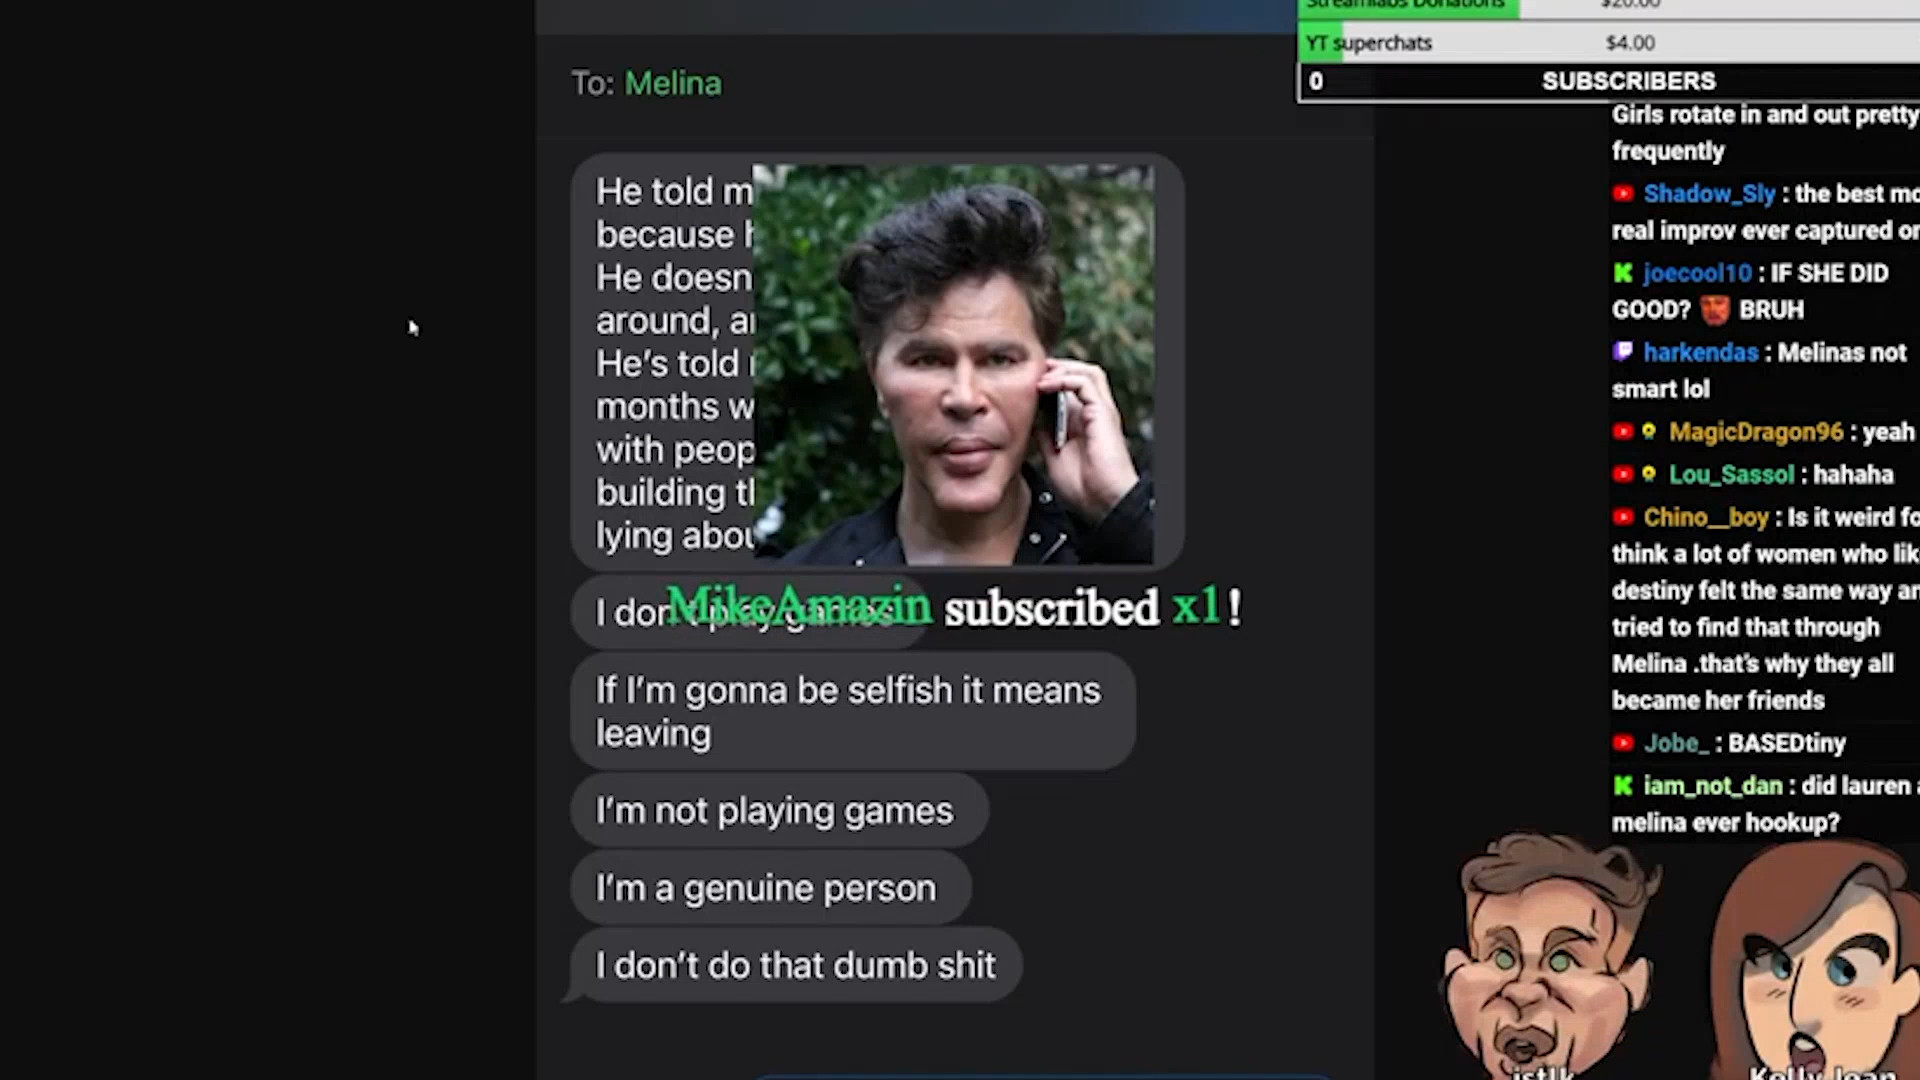 Streamlabs Donations $20.00
YT superchats $4.00
0 SUBSCRIBERS
To: Melina
He told
because
He doesn
around,
He's told
months
with
building
lying
I don't play games
MikeAmazin subscribed x1!
If I'm gonna be selfish it means
leaving
I'm not playing games
I'm a genuine person
I don't do that dumb shit
Girls rotate in and out pretty
frequently
Shadow_Sly : the best
real improv ever captured
joecool10 : IF SHE DID
GOOD? BRUH
harkendas : Melinas not
smart lol
MagicDragon96 : yeah
Lou_Sassol : hahaha
Chino__boy : Is it weird
think a lot of women who
destiny felt the same way
tried to find that through
Melina .that's why they all
became her friends
Jobe_ : BASEDtiny
iam_not_dan : did lauren
melina ever hookup?
Kelly Jean